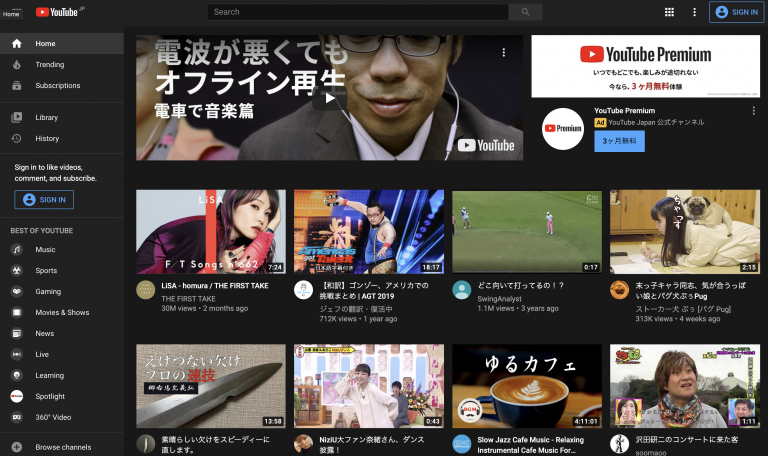 Home
YouTube JP
Search
SIGN IN
Home
Trending
Subscriptions
Library
History
Sign in to like videos,
comment, and subscribe.
SIGN IN
BEST OF YOUTUBE
Music
Sports
Gaming
Movies & Shows
News
Live
Learning
Spotlight
360° Video
Browse channels
電波が悪くても
オフライン再生
電車で音楽篇
YouTube
YouTube Premium
いつでもどこでも、楽しみが途切れない
今なら、3ヶ月無料体験
Premium
YouTube Premium
Ad YouTube Japan 公式チャンネル
3ヶ月無料
LiSA
7:24
LiSA - homura / THE FIRST TAKE
THE FIRST TAKE
30M views • 2 months ago
日本語字幕付き
18:17
【和訳】ゴンゾー、アメリカでの
挑戦まとめ | AGT 2019
ジェフの翻訳・復活中
712K views • 1 year ago
0:17
どこ向いて打ってるの！？
SwingAnalyst
1.1M views • 3 years ago
ちゃっす
2:15
末っ子キャラ同志、気が合うっぽ
い娘とパグ犬ぷぅPug
ストーカー犬 ぷぅ [パグ Pug]
313K views • 4 weeks ago
えげつない欠け
プロの速技
13:58
素晴らしい欠けをスピーディーに
直します。
0:43
NiziU大ファン奈緒さん、ダンス
披露！
ゆるカフェ
BGM
4:11:01
Slow Jazz Cafe Music - Relaxing
Instrumental Cafe Music For...
1:11
沢田研二のコンサートに来た客
soomaoo